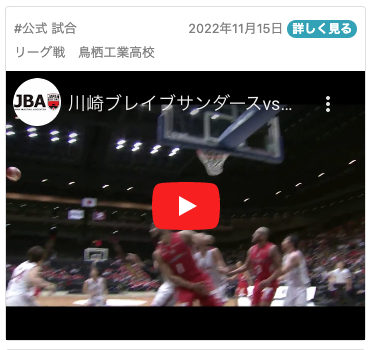 #公式 試合
2022年11月15日 詳しく見る
リーグ戦 鳥栖工業高校
JBA
川崎ブレイブサンダースvs...